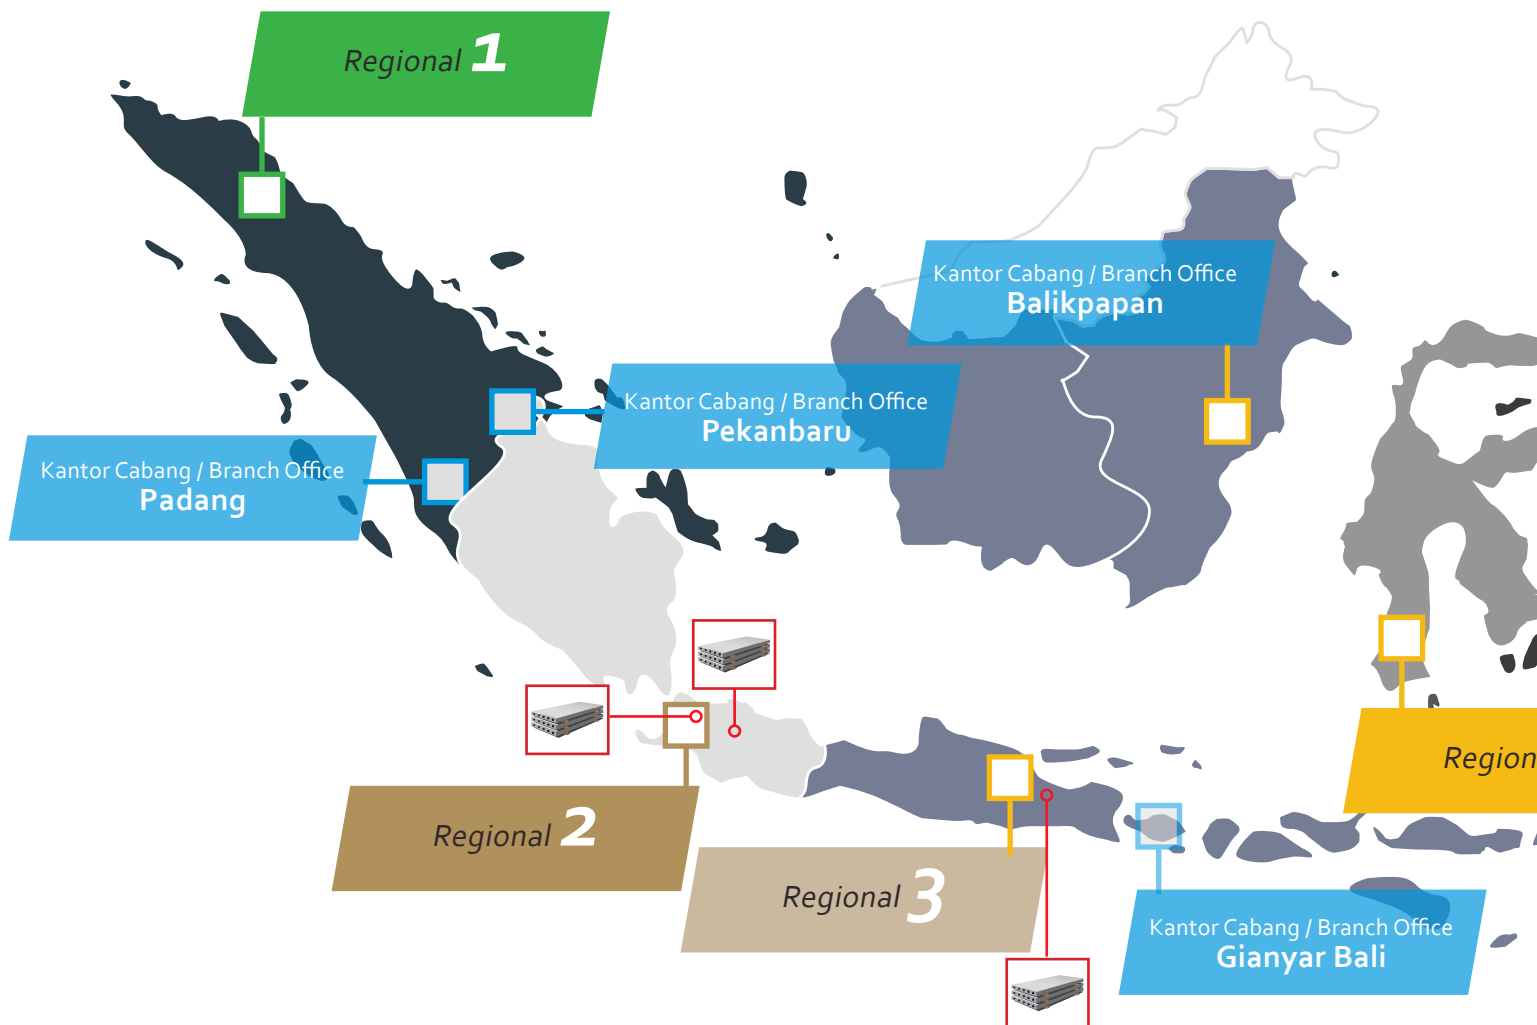 Regional 1
Kantor Cabang / Branch Office
Balikpapan
Kantor Cabang / Branch Office
Pekanbaru
Kantor Cabang / Branch Office
Padang
Region
Regional 2
Regional 3
Kantor Cabang / Branch Office
Gianyar Bali